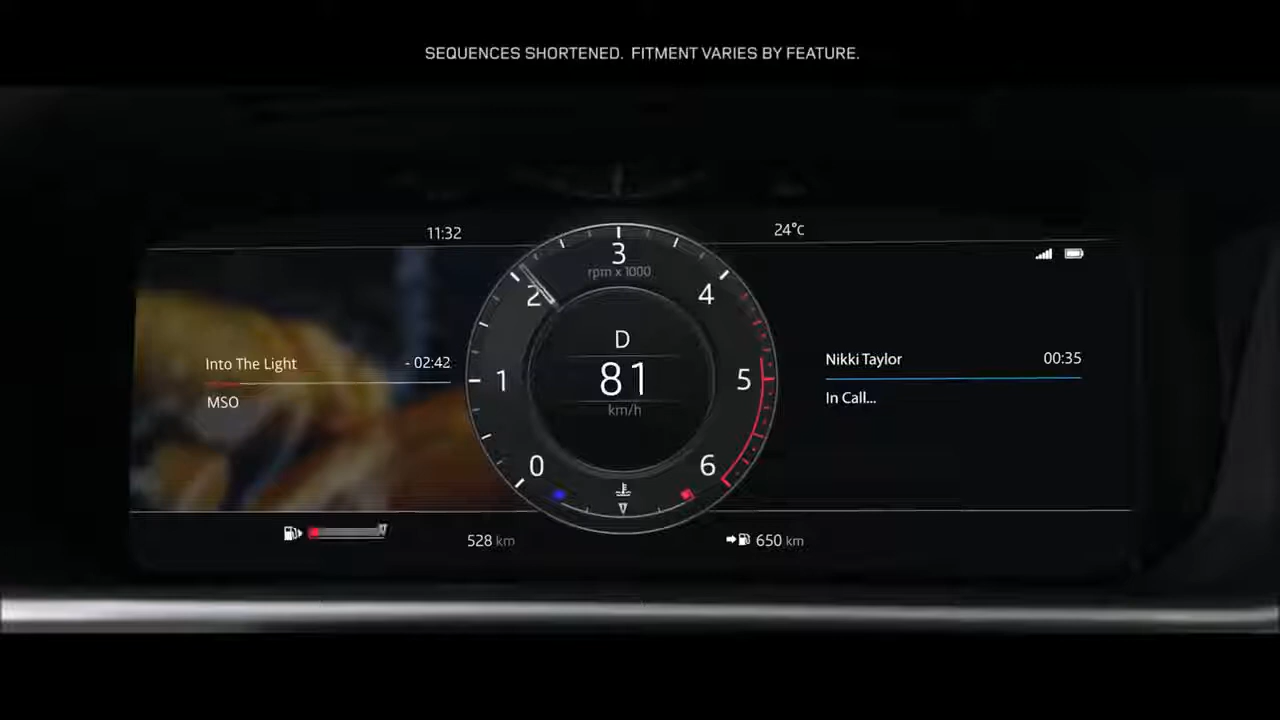 SEQUENCES SHORTENED. FITMENT VARIES BY FEATURE.
11:32
24°c
3
rpm x 1000
2
4
D
Into The Light - 02:42
Nikki Taylor 00:35
1
81
5
MSO
In Call...
km/h
0
6
528 km
650 km